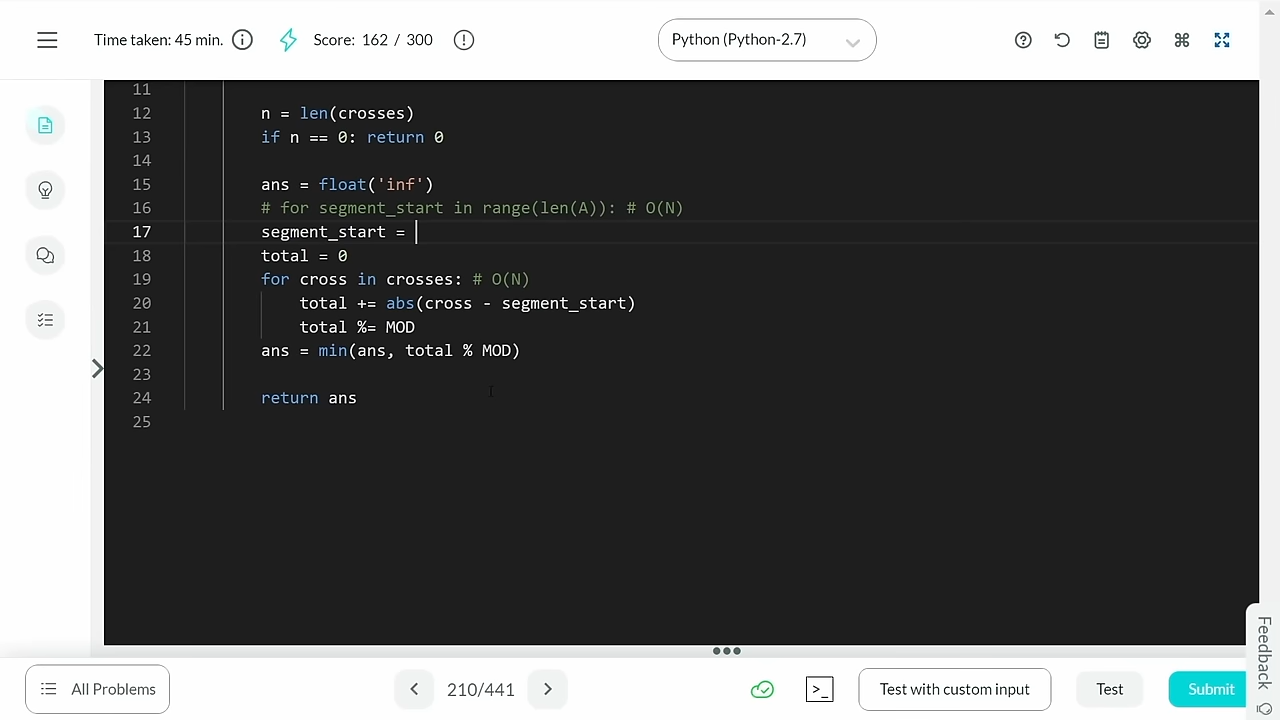 Time taken: 45 min. Score: 162 / 300 Python (Python-2.7)
11
12 n = len(crosses)
13 if n == 0: return 0
14
15 ans = float('inf')
16 # for segment_start in range(len(A)): # O(N)
17 segment_start =
18 total = 0
19 for cross in crosses: # O(N)
20 total += abs(cross - segment_start)
21 total %= MOD
22 ans = min(ans, total % MOD)
23
24 return ans
25
Feedback
All Problems 210/441 >_ Test with custom input Test Submit